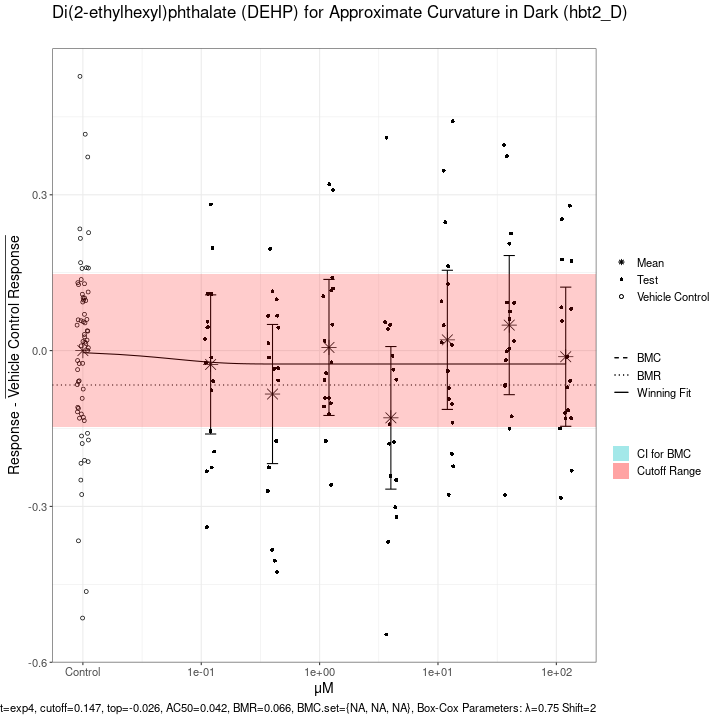 Di(2-ethylhexyl)phthalate (DEHP) for Approximate Curvature in Dark (hbt2_D)
Response - Vehicle Control Response
0.3
0.0
-0.3
-0.6
Control
1e-01
1e+00
1e+01
1e+02
μM
Mean
Test
Vehicle Control
BMC
BMR
Winning Fit
CI for BMC
Cutoff Range
t=exp4, cutoff=0.147, top=-0.026, AC50=0.042, BMR=0.066, BMC.set={NA, NA, NA}, Box-Cox Parameters: λ=0.75 Shift=2